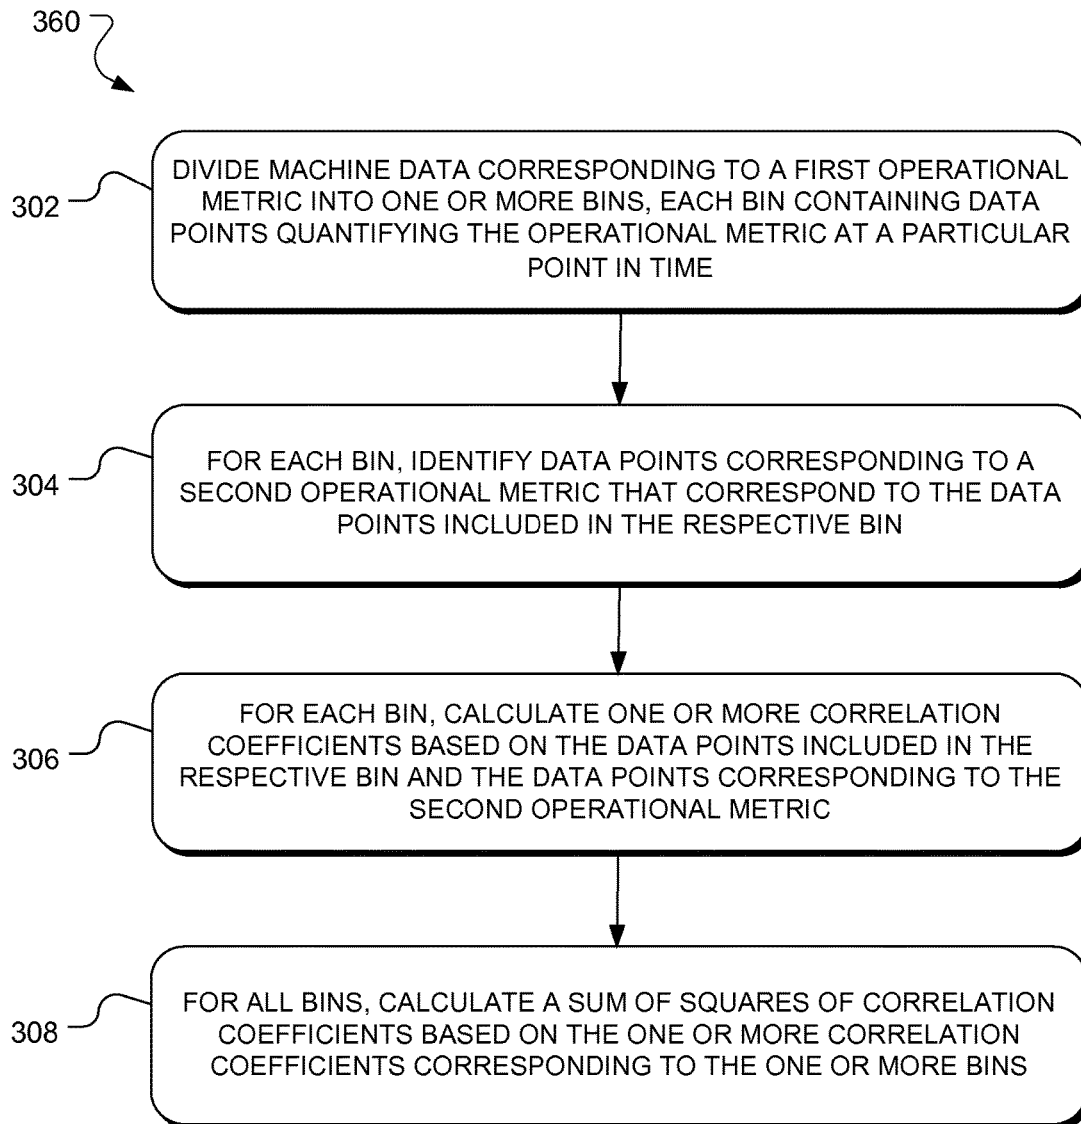 360
302
DIVIDE MACHINE DATA CORRESPONDING TO A FIRST OPERATIONAL
METRIC INTO ONE OR MORE BINS, EACH BIN CONTAINING DATA
POINTS QUANTIFYING THE OPERATIONAL METRIC AT A PARTICULAR
POINT IN TIME
304
FOR EACH BIN, IDENTIFY DATA POINTS CORRESPONDING TO A
SECOND OPERATIONAL METRIC THAT CORRESPOND TO THE DATA
POINTS INCLUDED IN THE RESPECTIVE BIN
306
FOR EACH BIN, CALCULATE ONE OR MORE CORRELATION
COEFFICIENTS BASED ON THE DATA POINTS INCLUDED IN THE
RESPECTIVE BIN AND THE DATA POINTS CORRESPONDING TO THE
SECOND OPERATIONAL METRIC
308
FOR ALL BINS, CALCULATE A SUM OF SQUARES OF CORRELATION
COEFFICIENTS BASED ON THE ONE OR MORE CORRELATION
COEFFICIENTS CORRESPONDING TO THE ONE OR MORE BINS